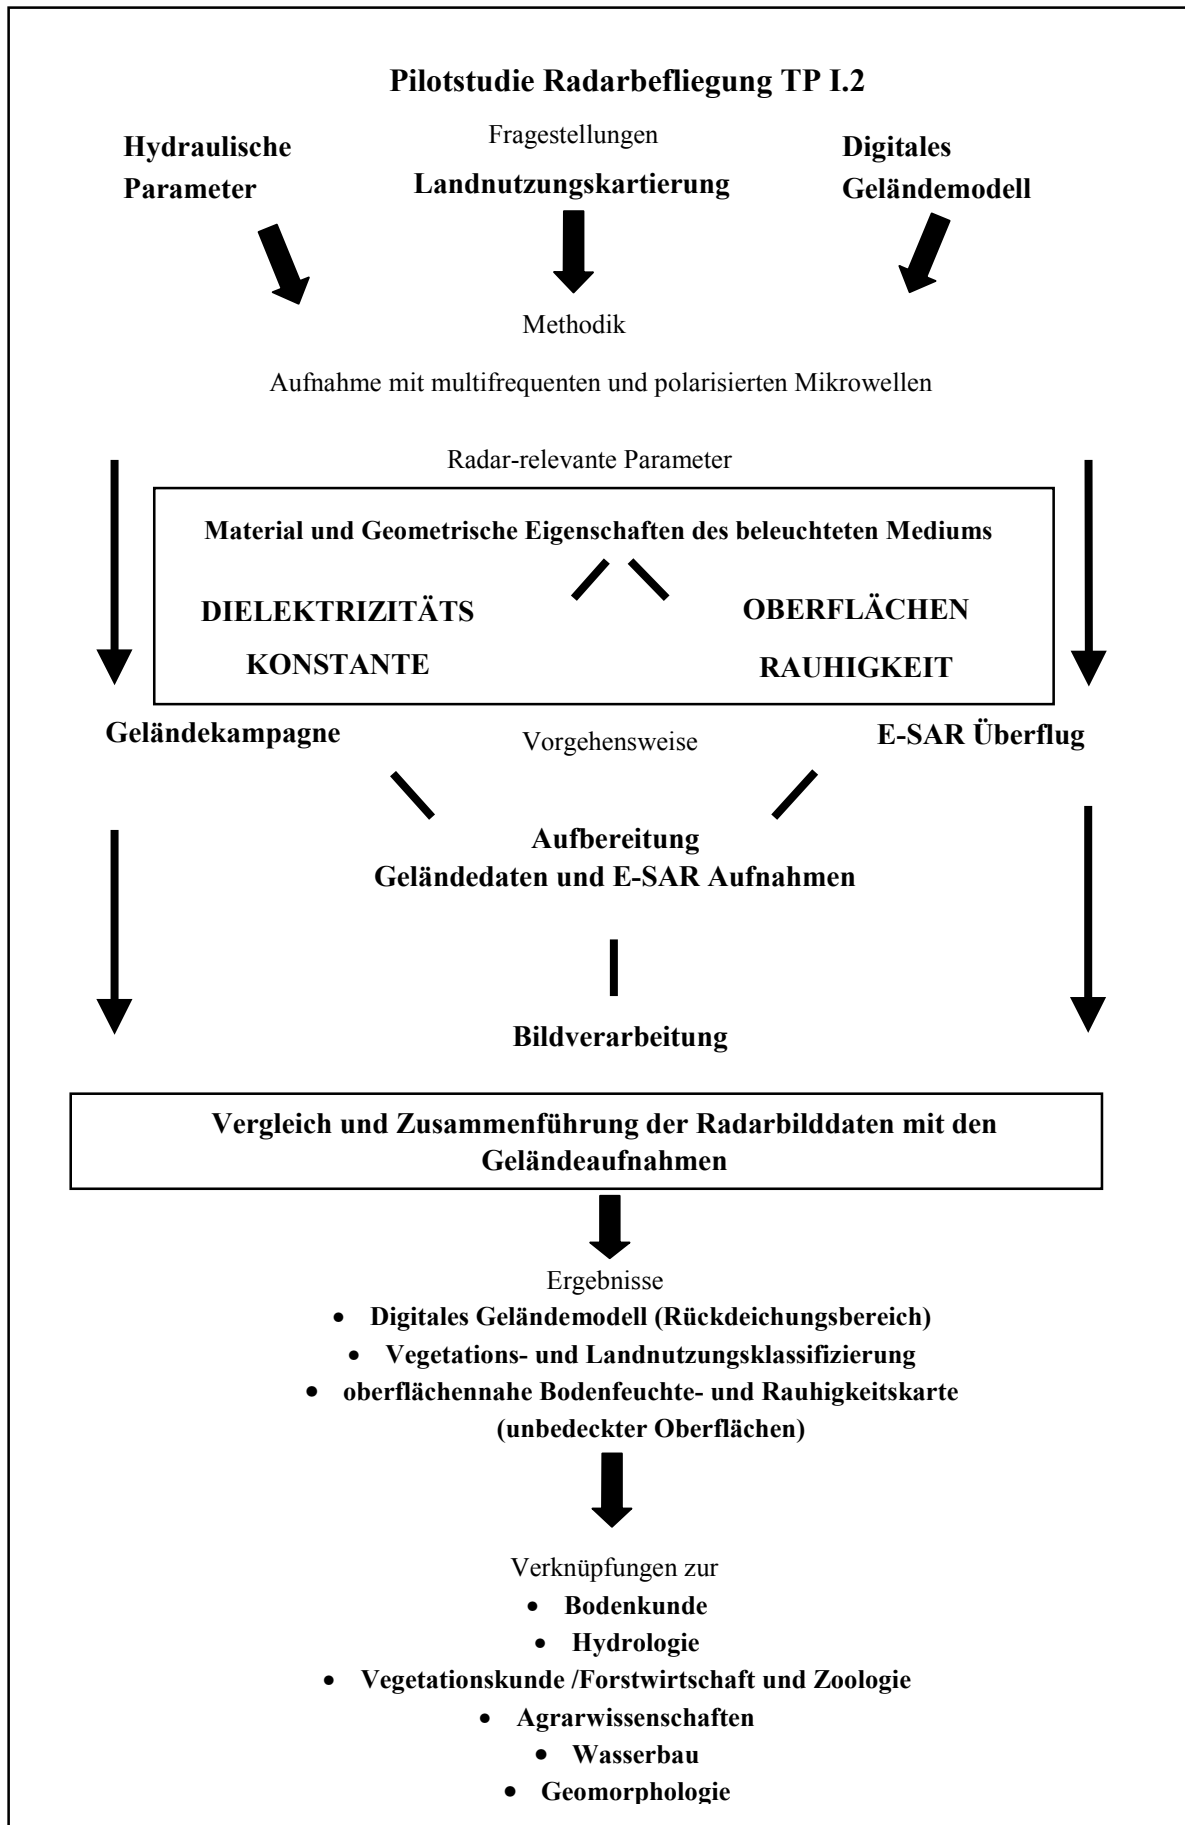 Pilotstudie Radarbefliegung TP I.2
Fragestellungen
Hydraulische
Parameter
Landnutzungskartierung
Digitales
Geländemodell
Methodik
Aufnahme mit multifrequenten und polarisierten Mikrowellen
Radar-relevante Parameter
Material und Geometrische Eigenschaften des beleuchteten Mediums
DIELEKTRIZITÄTS
KONSTANTE
OBERFLÄCHEN
RAUHIGKEIT
Geländekampagne
Vorgehensweise
E-SAR Überflug
Aufbereitung
Geländedaten und E-SAR Aufnahmen
Bildverarbeitung
Vergleich und Zusammenführung der Radarbilddaten mit den
Geländeaufnahmen
Ergebnisse
• Digitales Geländemodell (Rückdeichungsbereich)
• Vegetations- und Landnutzungsklassifizierung
• oberflächennahe Bodenfeuchte- und Rauhigkeitskarte
(unbedeckter Oberflächen)
Verknüpfungen zur
• Bodenkunde
• Hydrologie
• Vegetationskunde /Forstwirtschaft und Zoologie
• Agrarwissenschaften
• Wasserbau
• Geomorphologie